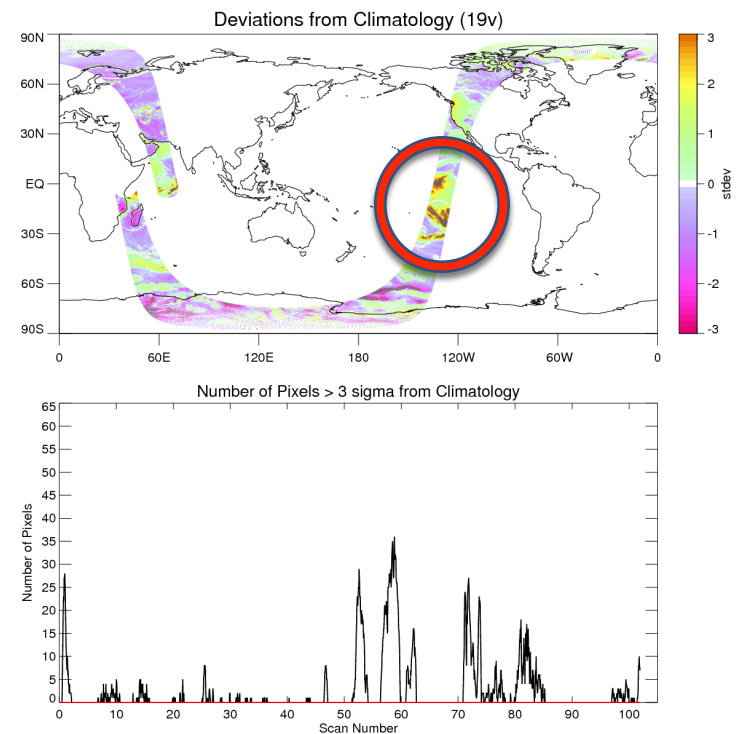 Deviations from Climatology (19v)
90N
60N
30N
EQ
30S
60S
90S
0 60E 120E 180 120W 60W 0
3
2
1
0
-1
-2
-3
stdev
Number of Pixels > 3 sigma from Climatology
65
60
55
50
45
40
35
30
25
20
15
10
5
0
Number of Pixels
0 10 20 30 40 50 60 70 80 90 100
Scan Number